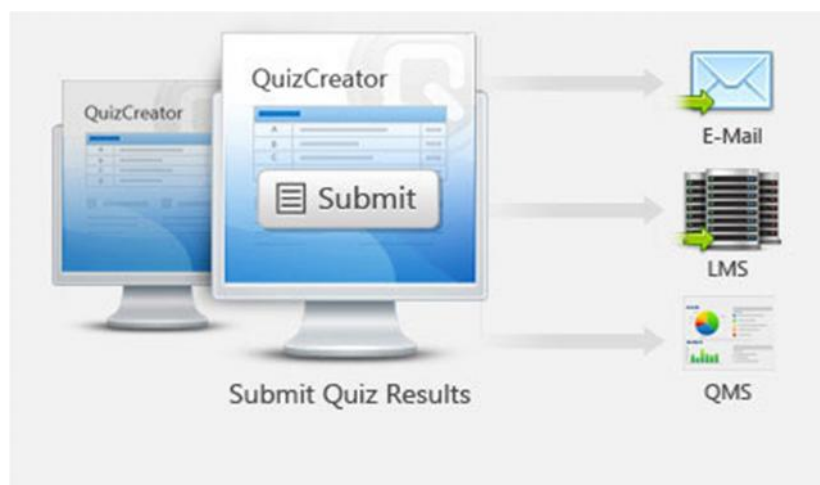 QuizCreator
QuizCreator
A
B
C
Submit
Submit Quiz Results
E-Mail
LMS
QMS